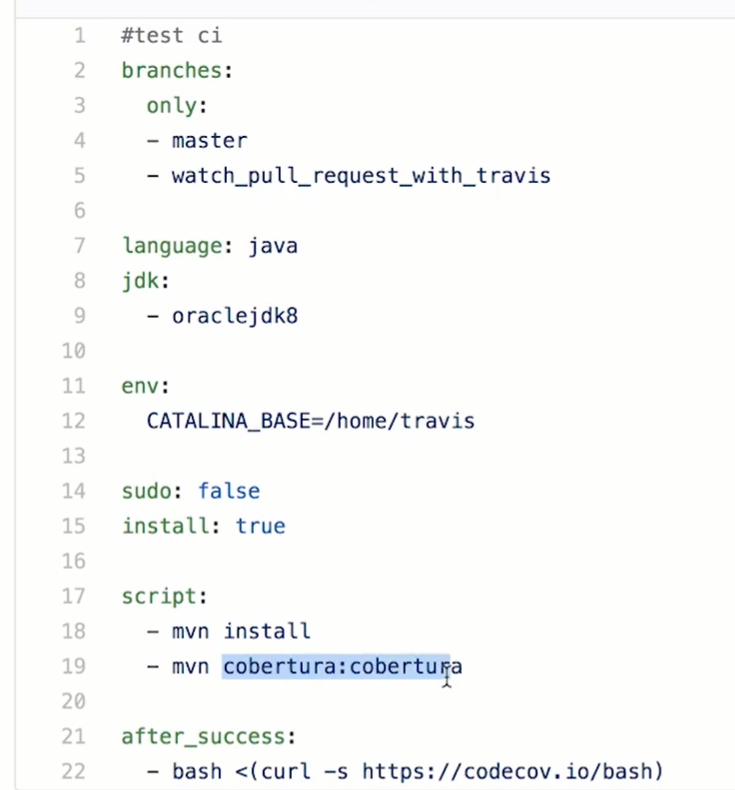 1 #test ci
2 branches:
3 only:
4 - master
5 - watch_pull_request_with_travis
6
7 language: java
8 jdk:
9 - oraclejdk8
10
11 env:
12 CATALINA_BASE=/home/travis
13
14 sudo: false
15 install: true
16
17 script:
18 - mvn install
19 - mvn cobertura:cobertura
20
21 after_success:
22 - bash <(curl -s https://codecov.io/bash)